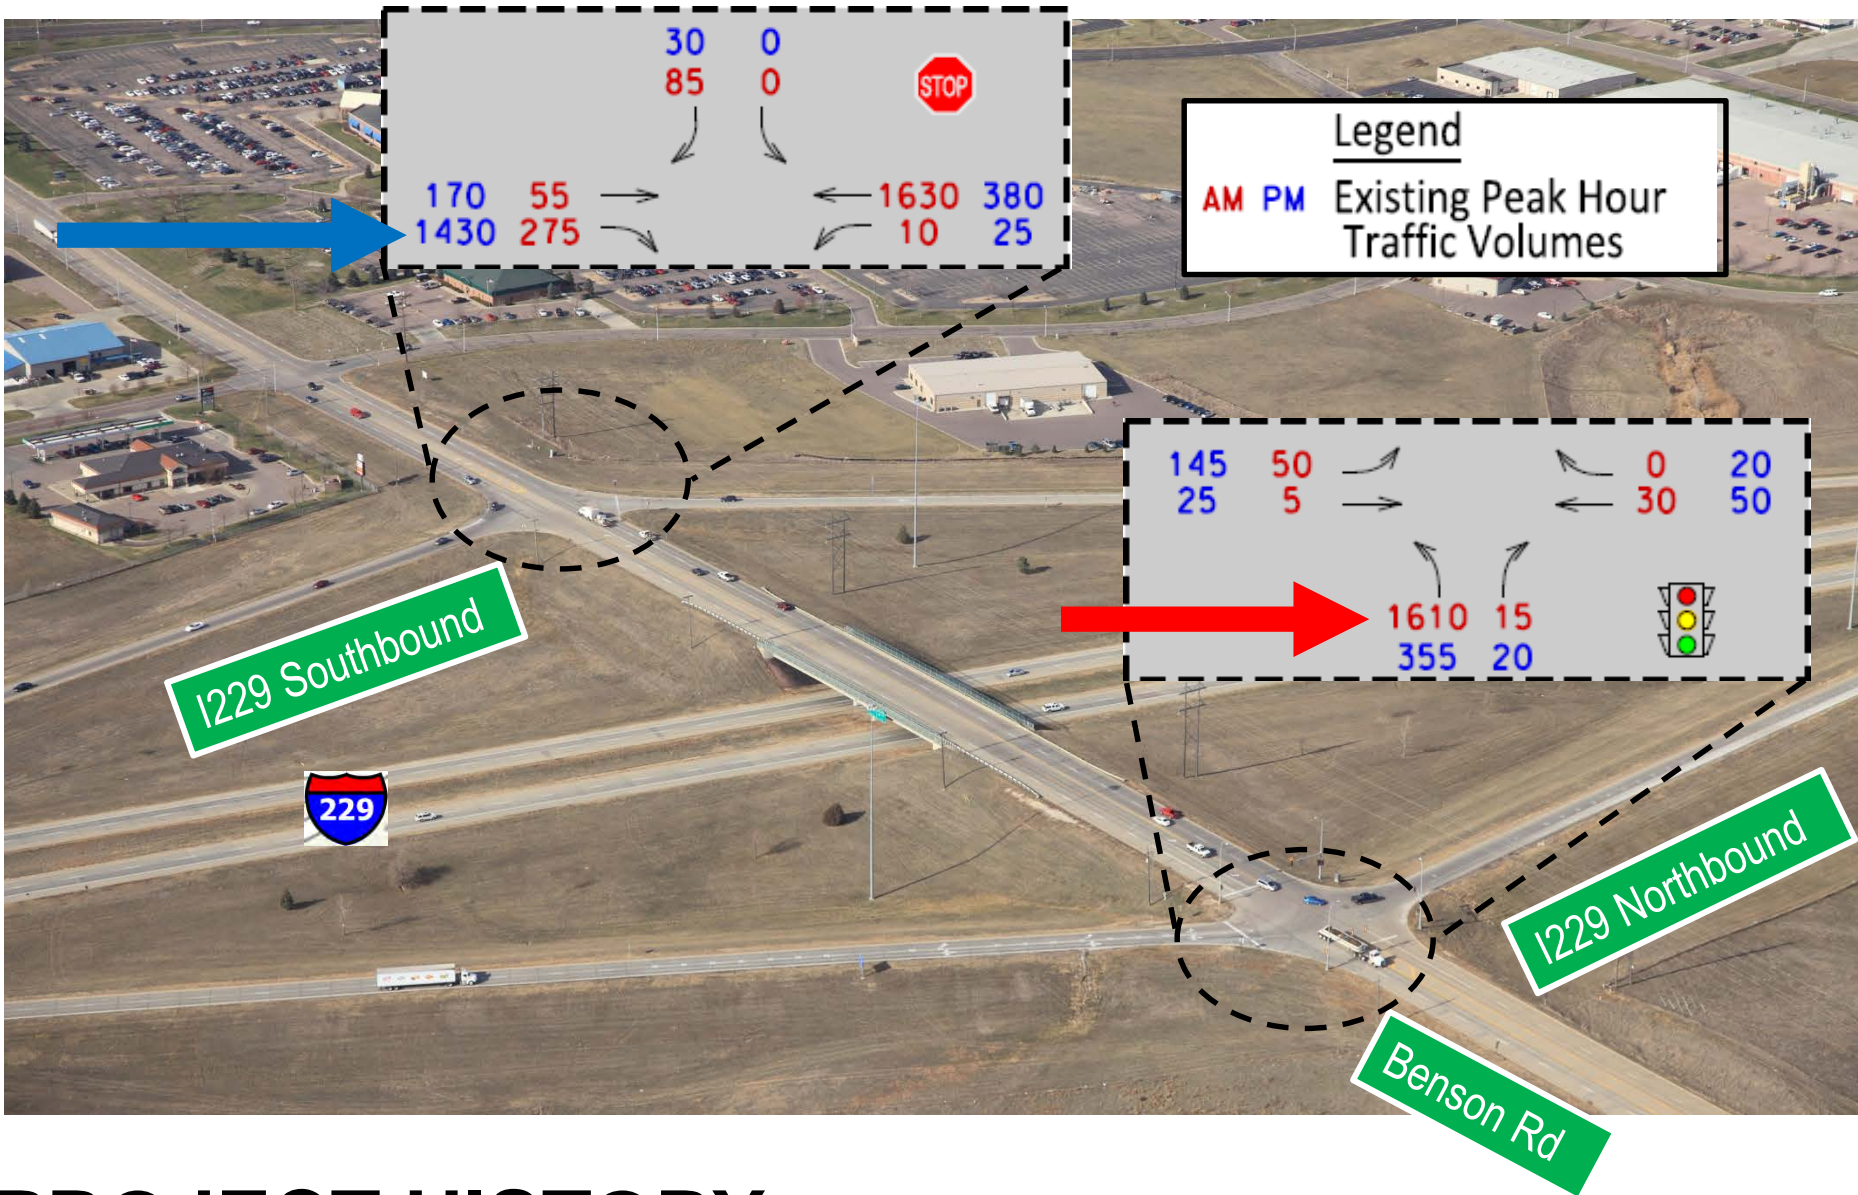 30 0
85 0
STOP
170 55 1630 380
1430 275 10 25
Legend
AM PM Existing Peak Hour
Traffic Volumes
145 50 0 20
25 5 30 50
1610 15
355 20
I229 Southbound
229
I229 Northbound
Benson Rd
PROJECT HISTORY